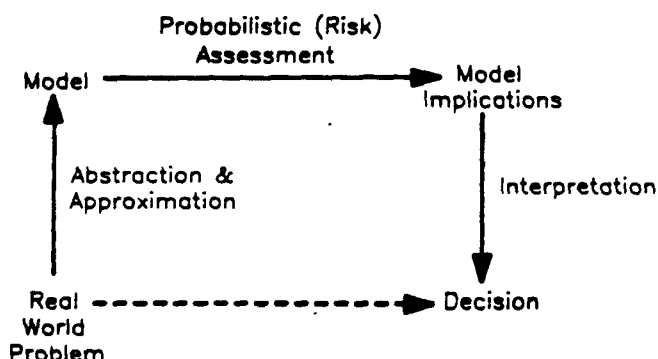 Probabilistic (Risk)
Assessment
Model
Model
Implications
Abstraction &
Approximation
Interpretation
Real
World
Problem
Decision